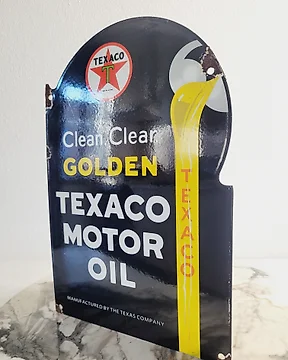 TEXACO
T
Clean, Clear
GOLDEN
TEXACO
MOTOR
OIL
MANUFACTURED BY THE TEXAS COMPANY
TEXACO